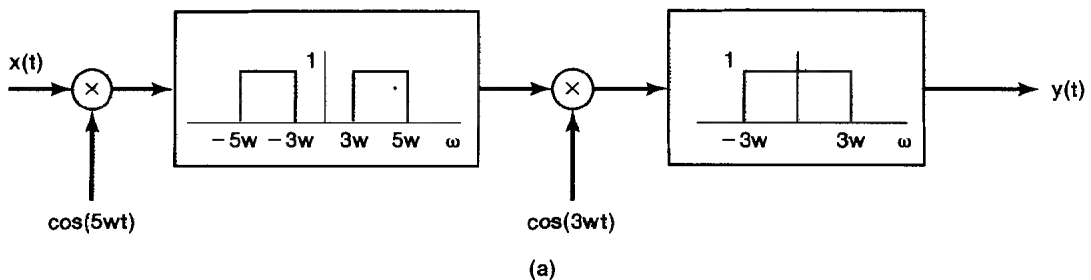 x(t)
×
cos(5wt)
1
−5w −3w 3w 5w ω
×
cos(3wt)
1
−3w 3w ω
y(t)
(a)